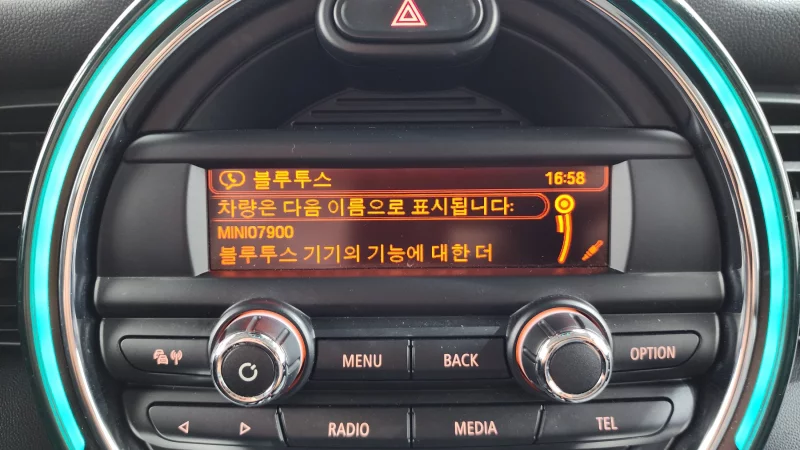 블루투스 16:58
차량은 다음 이름으로 표시됩니다:
MINI07900
블루투스 기기의 기능에 대한 더
MENU BACK OPTION
RADIO MEDIA TEL